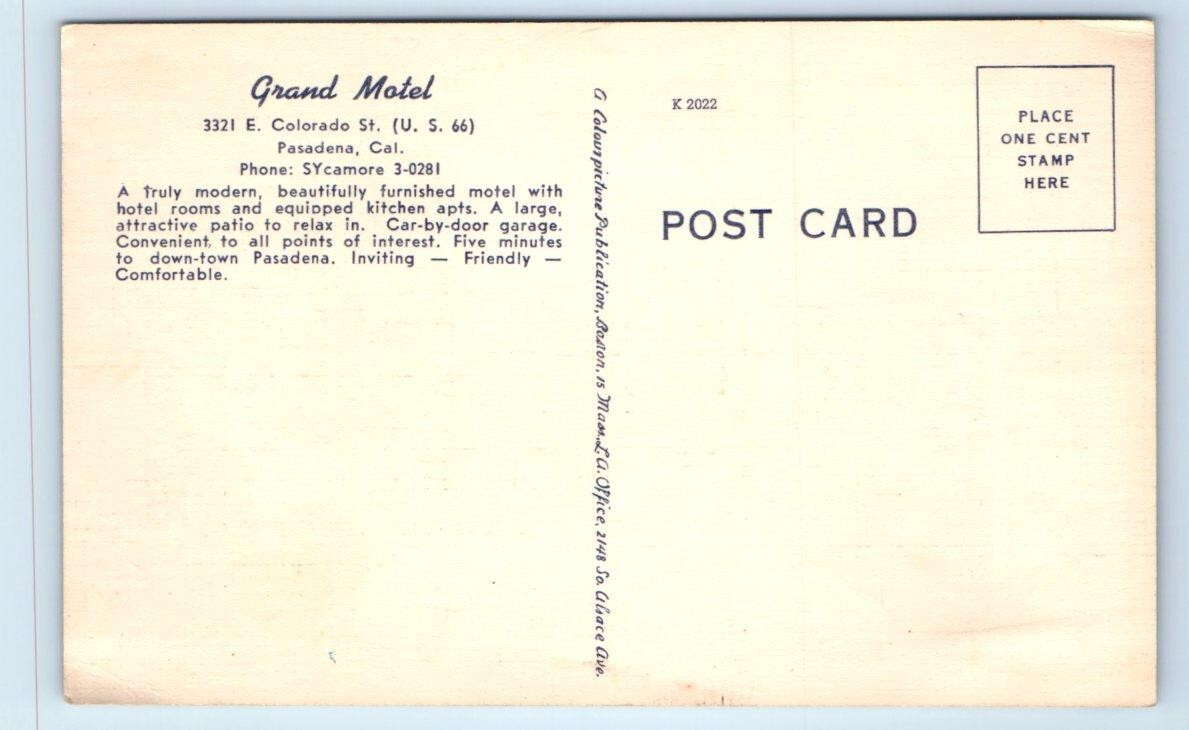 Grand Motel
3321 E. Colorado St. (U. S. 66)
Pasadena, Cal.
Phone: SYcamore 3-0281
A Truly modern, beautifully furnished motel with
hotel rooms and equipped kitchen apts. A large,
attractive patio to relax in. Car-by-door garage.
Convenient, to all points of interest. Five minutes
to down-town Pasadena. Inviting — Friendly —
Comfortable.
A Colourpicture Publication, Boston, 15 Mass. L. A. Office, 2148 So. Alsace Ave.
K 2022
POST CARD
PLACE
ONE CENT
STAMP
HERE